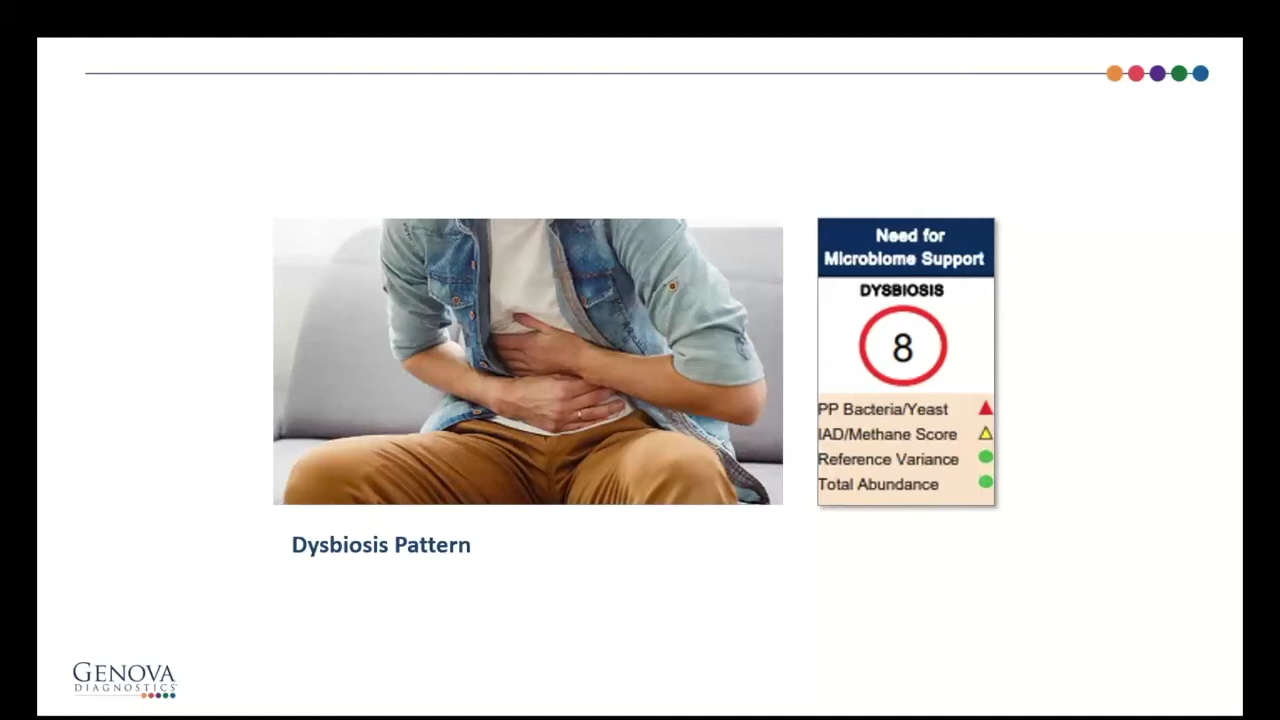 Need for
Microbiome Support
DYSBIOSIS
8
PP Bacteria/Yeast
IAD/Methane Score
Reference Variance
Total Abundance
Dysbiosis Pattern
GENOVA
DIAGNOSTICS